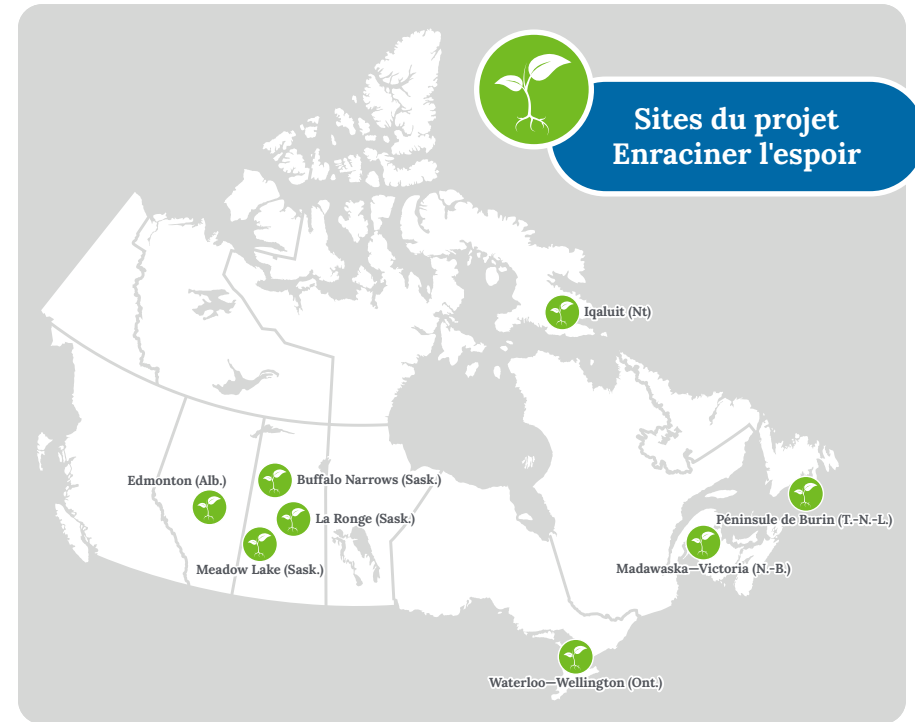 Sites du projet
Enraciner l'espoir
Iqaluit (Nt)
Edmonton (Alb.)
Buffalo Narrows (Sask.)
La Ronge (Sask.)
Meadow Lake (Sask.)
Péninsule de Burin (T.-N.-L.)
Madawaska—Victoria (N.-B.)
Waterloo—Wellington (Ont.)